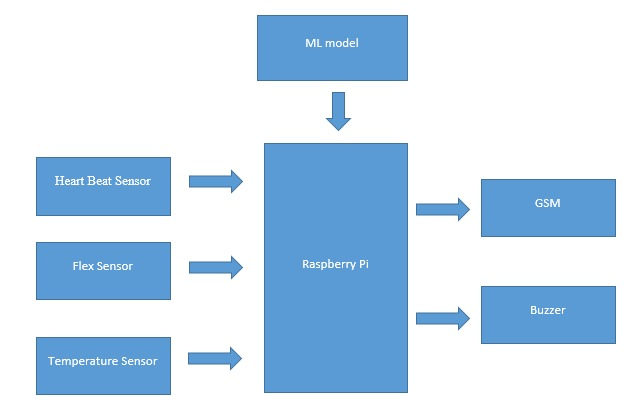 ML model
Heart Beat Sensor
Flex Sensor
Temperature Sensor
Raspberry Pi
GSM
Buzzer